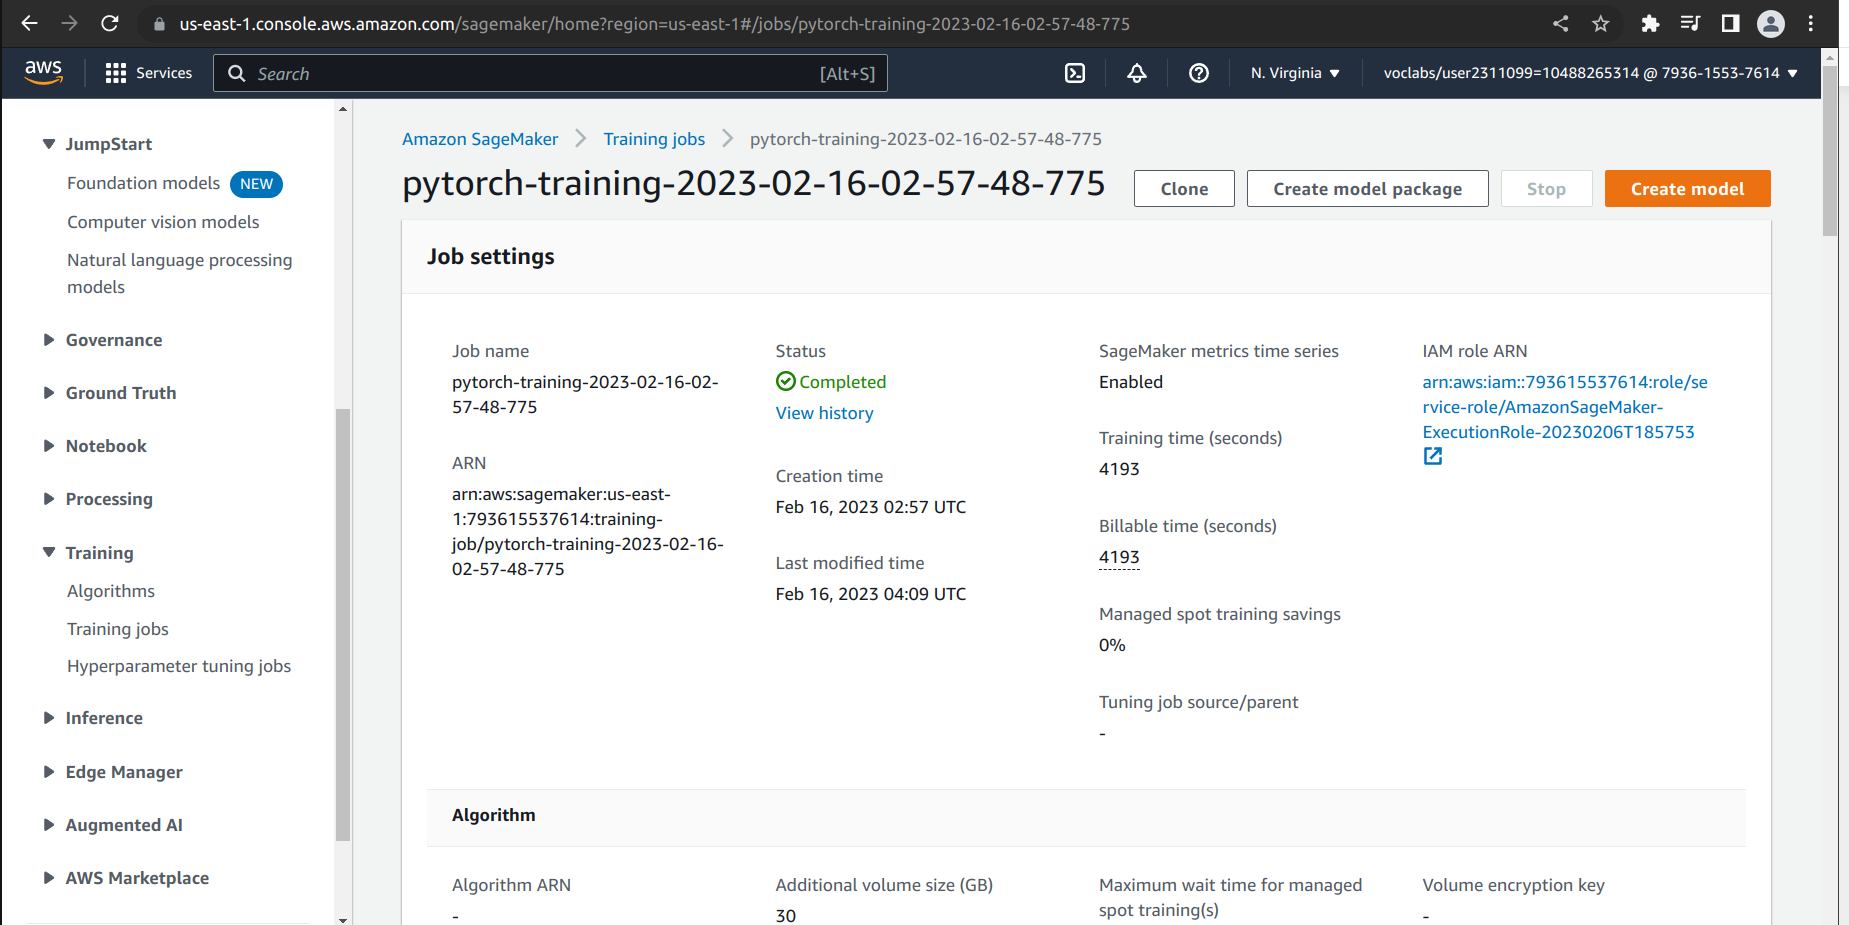 us-east-1.console.aws.amazon.com/sagemaker/home?region=us-east-1#/jobs/pytorch-training-2023-02-16-02-57-48-775
aws
Services
Search
[Alt+S]
N. Virginia
voclabs/user2311099=10488265314 @ 7936-1553-7614
JumpStart
Foundation models NEW
Computer vision models
Natural language processing
models
Governance
Ground Truth
Notebook
Processing
Training
Algorithms
Training jobs
Hyperparameter tuning jobs
Inference
Edge Manager
Augmented AI
AWS Marketplace
Amazon SageMaker
Training jobs
pytorch-training-2023-02-16-02-57-48-775
pytorch-training-2023-02-16-02-57-48-775
Clone
Create model package
Stop
Create model
Job settings
Job name
pytorch-training-2023-02-16-02-
57-48-775
ARN
arn:aws:sagemaker:us-east-
1:793615537614:training-
job/pytorch-training-2023-02-16-
02-57-48-775
Status
Completed
View history
Creation time
Feb 16, 2023 02:57 UTC
Last modified time
Feb 16, 2023 04:09 UTC
SageMaker metrics time series
Enabled
Training time (seconds)
4193
Billable time (seconds)
4193
Managed spot training savings
0%
Tuning job source/parent
-
IAM role ARN
arn:aws:iam::793615537614:role/se
rvice-role/AmazonSageMaker-
ExecutionRole-20230206T185753
Algorithm
Algorithm ARN
-
Additional volume size (GB)
30
Maximum wait time for managed
spot training(s)
Volume encryption key
-